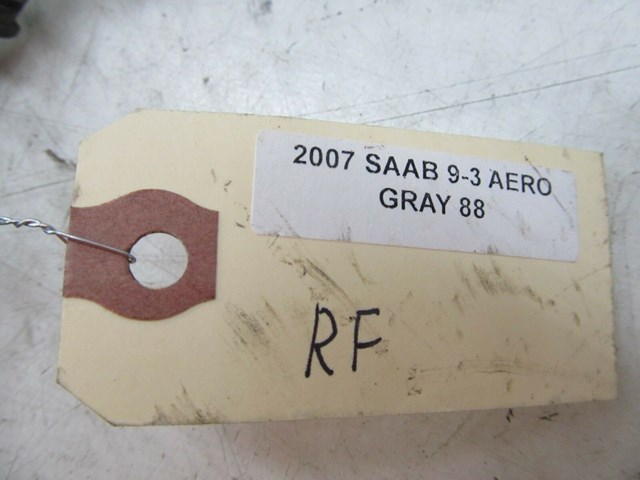 2007 SAAB 9-3 AERO
GRAY 88
RF